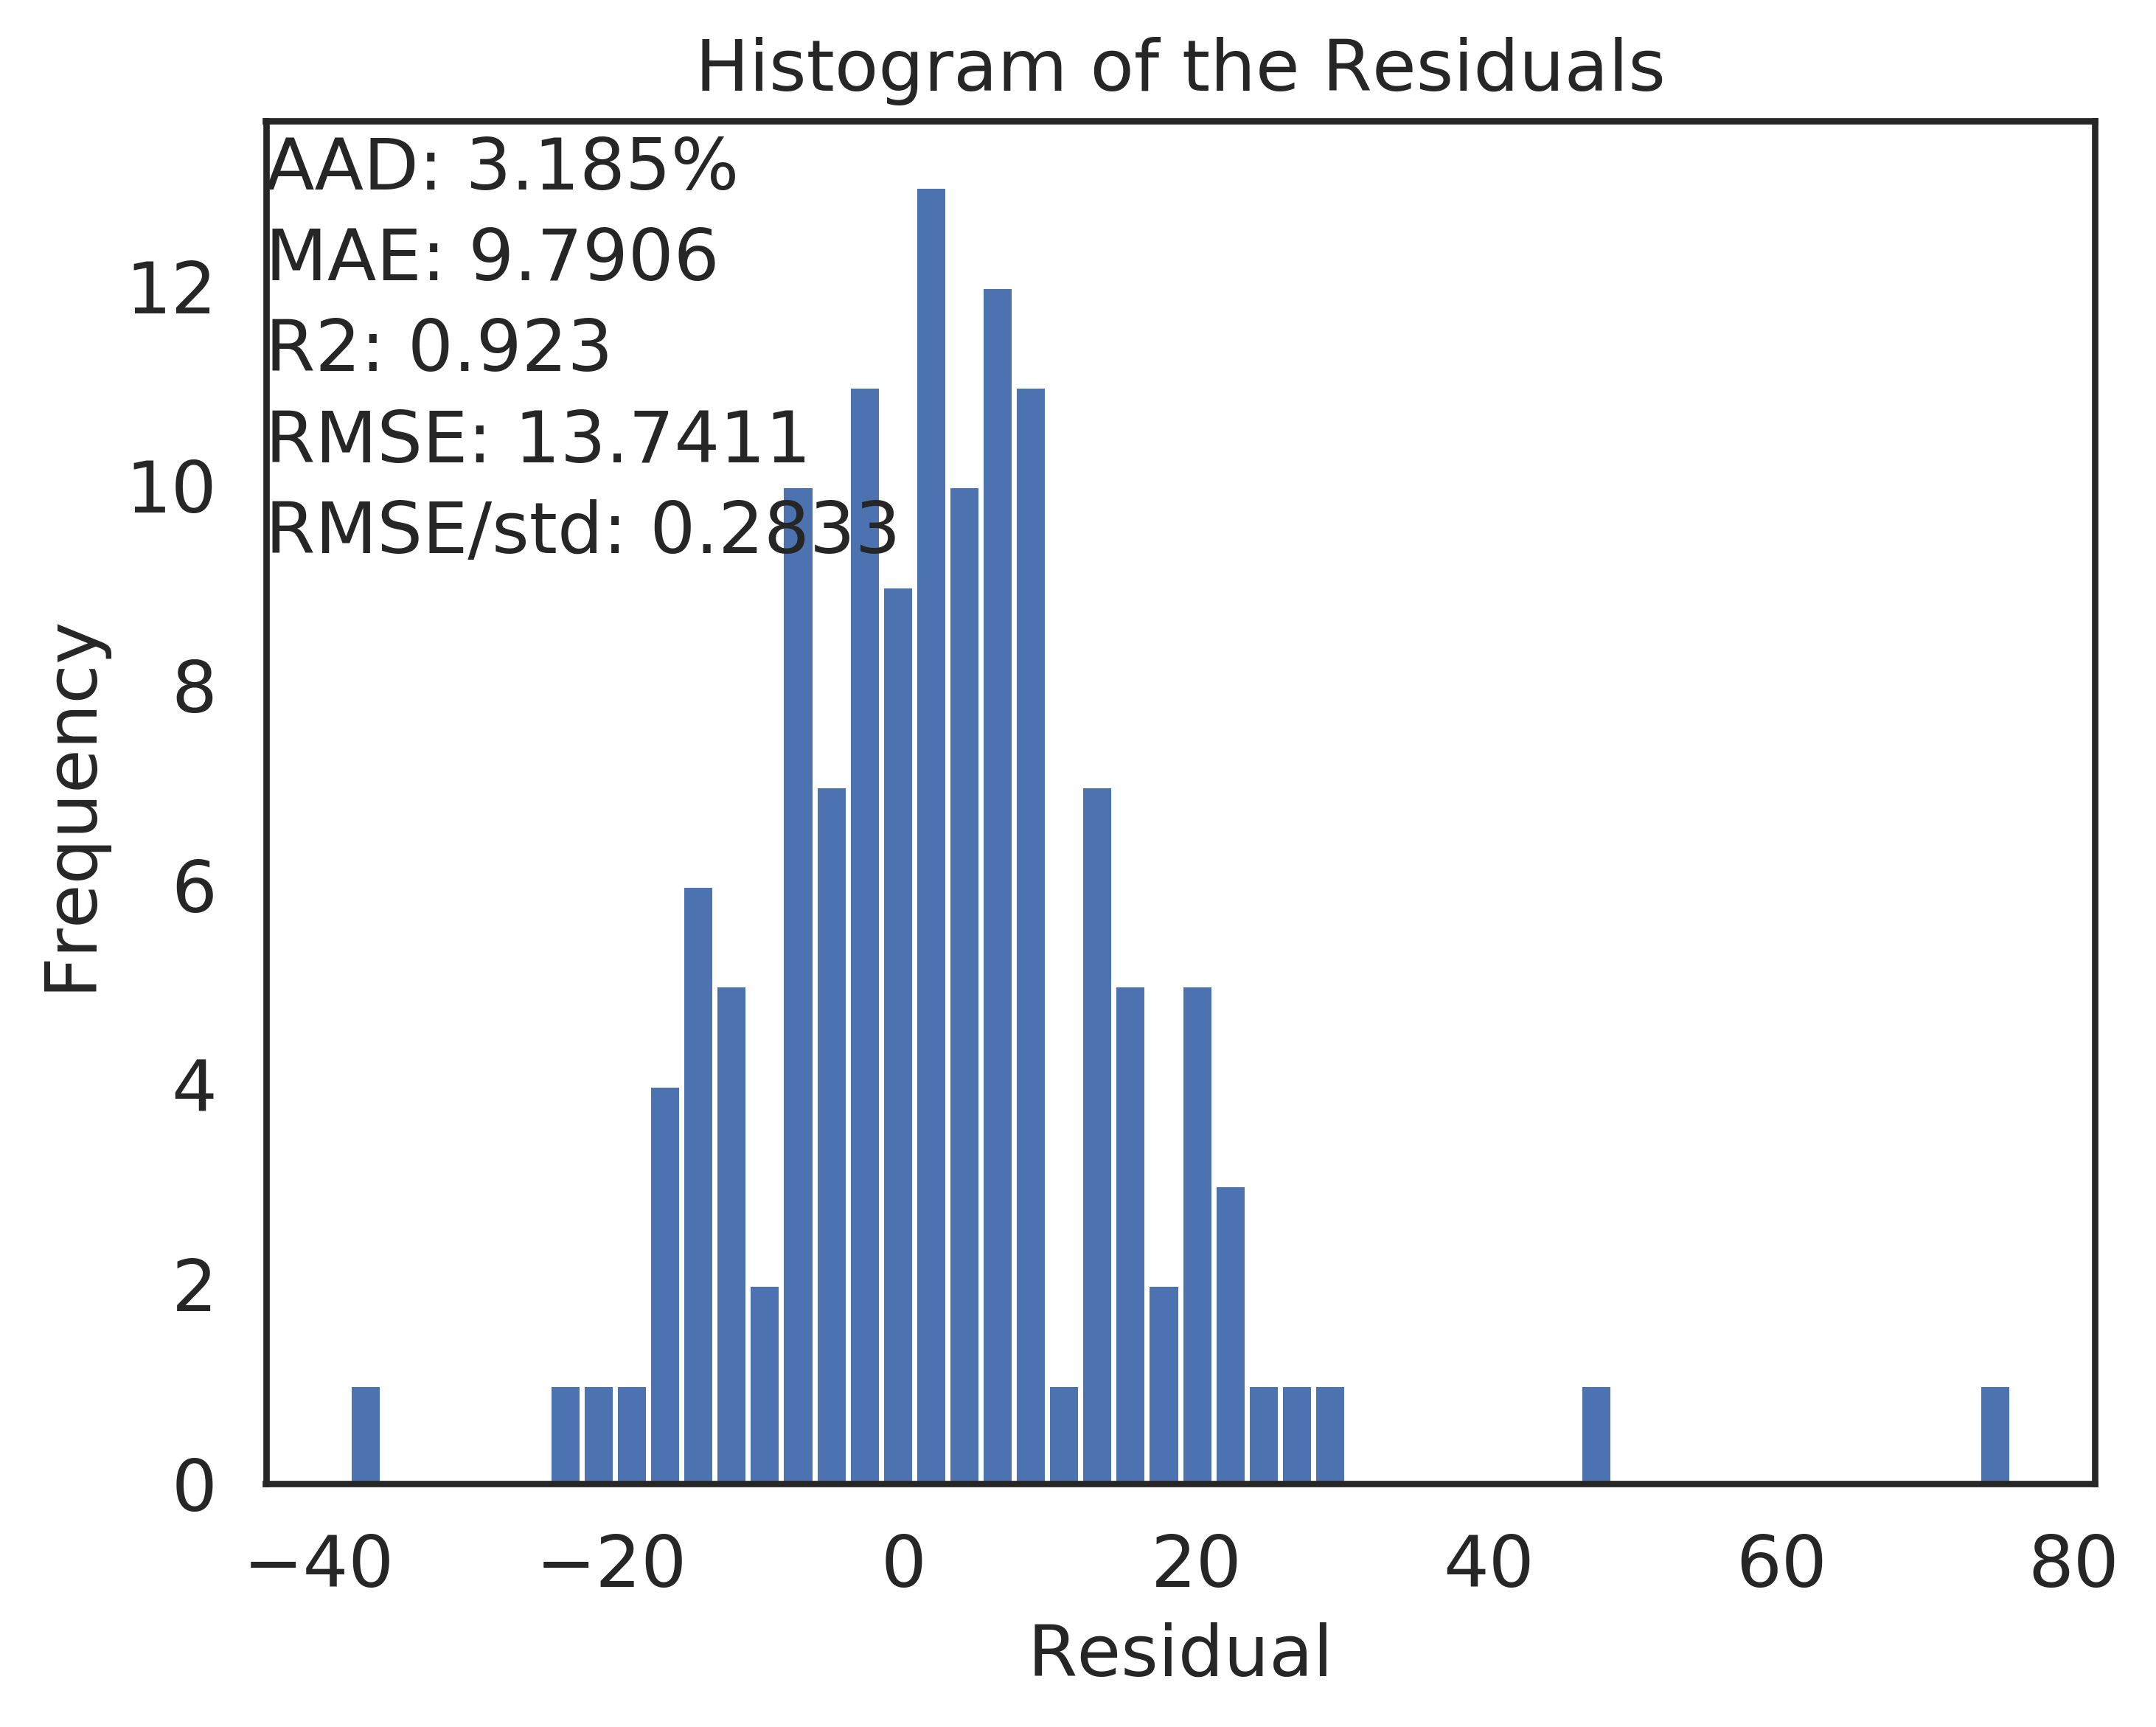 Histogram of the Residuals
AAD: 3.185%
MAE: 9.7906
R2: 0.923
RMSE: 13.7411
RMSE/std: 0.2833
Frequency
12
10
8
6
4
2
0
−40 −20 0 20 40 60 80
Residual